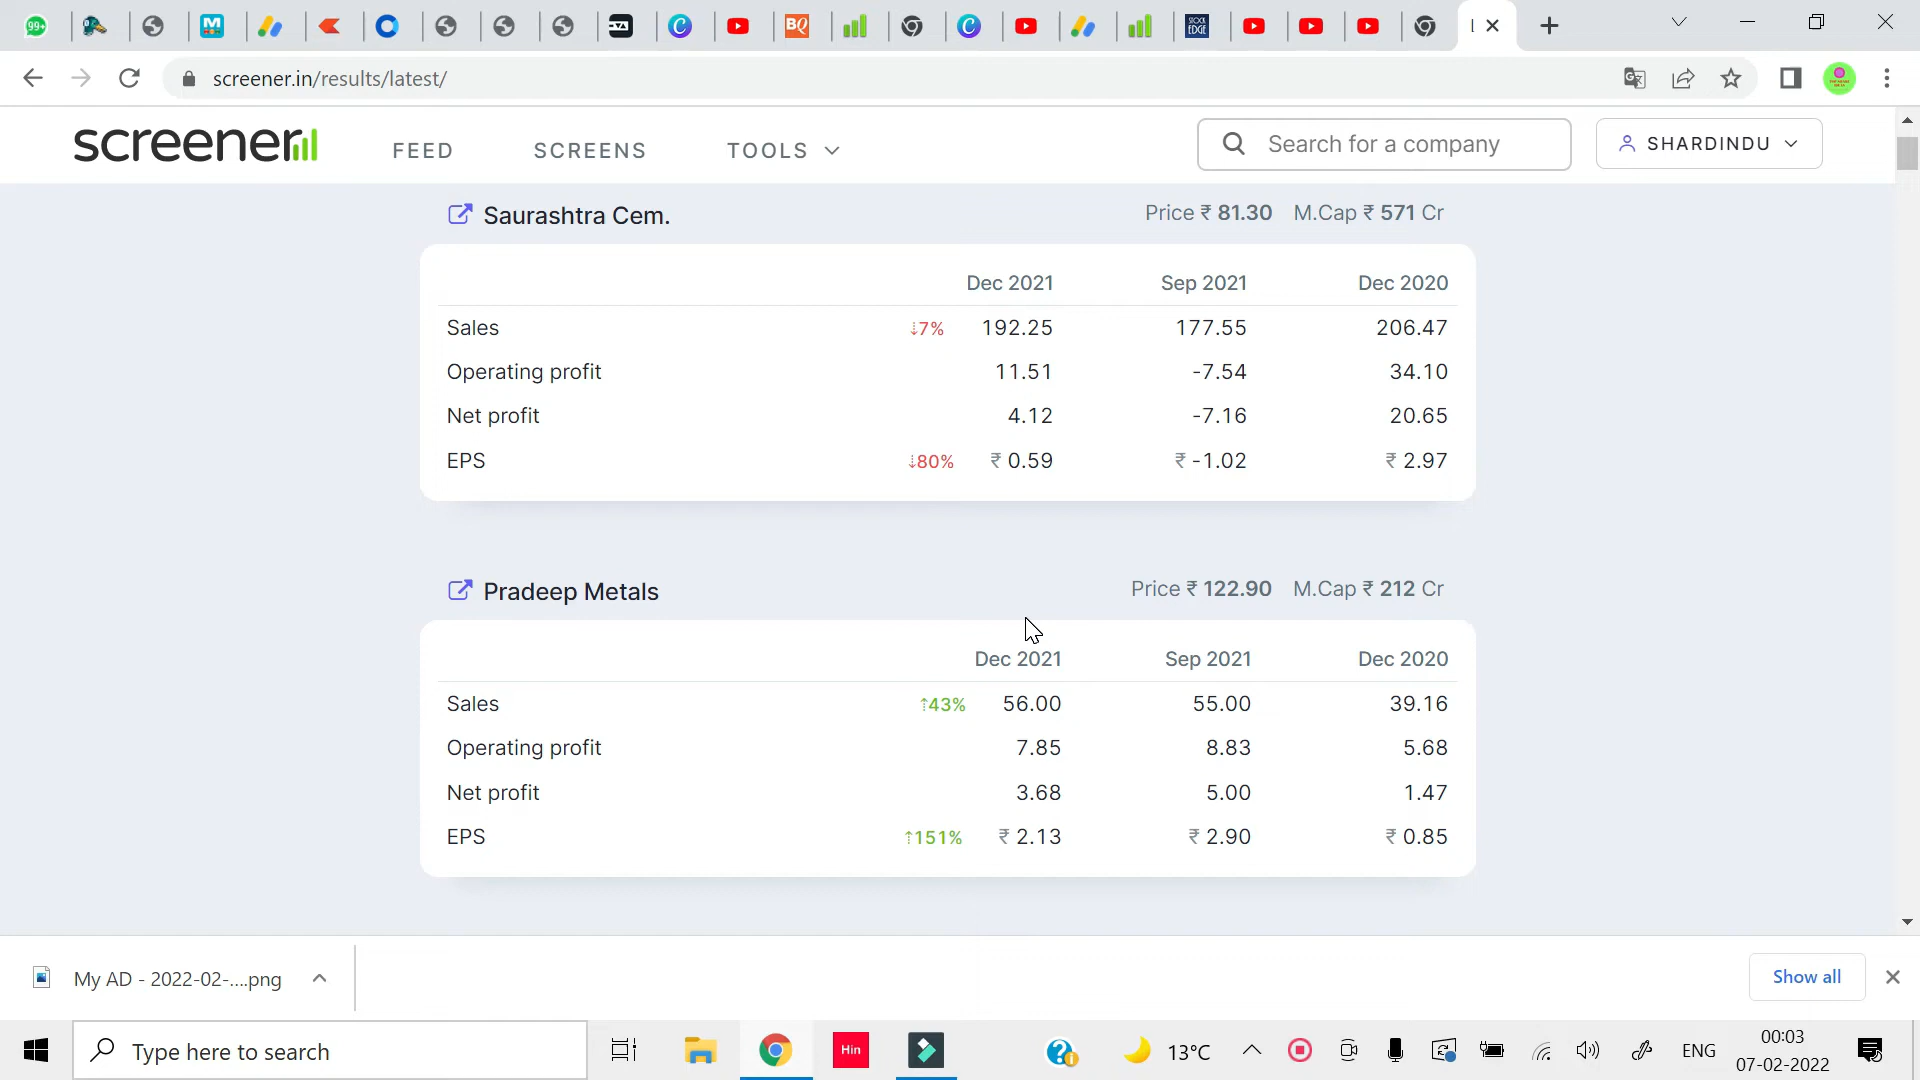 99+
M
BQ
STOCK EDGE
screener.in/results/latest/
screener
FEED
SCREENS
TOOLS
Search for a company
SHARDINDU
Saurashtra Cem.
Price ₹ 81.30 M.Cap ₹ 571 Cr
Dec 2021 Sep 2021 Dec 2020
Sales ⇡7% 192.25 177.55 206.47
Operating profit 11.51 -7.54 34.10
Net profit 4.12 -7.16 20.65
EPS ⇣80% ₹ 0.59 ₹ -1.02 ₹ 2.97
Pradeep Metals
Price ₹ 122.90 M.Cap ₹ 212 Cr
Dec 2021 Sep 2021 Dec 2020
Sales ⇡43% 56.00 55.00 39.16
Operating profit 7.85 8.83 5.68
Net profit 3.68 5.00 1.47
EPS ⇡151% ₹ 2.13 ₹ 2.90 ₹ 0.85
My AD - 2022-02-....png
Show all
Type here to search
Hin
13°C
ENG
00:03
07-02-2022